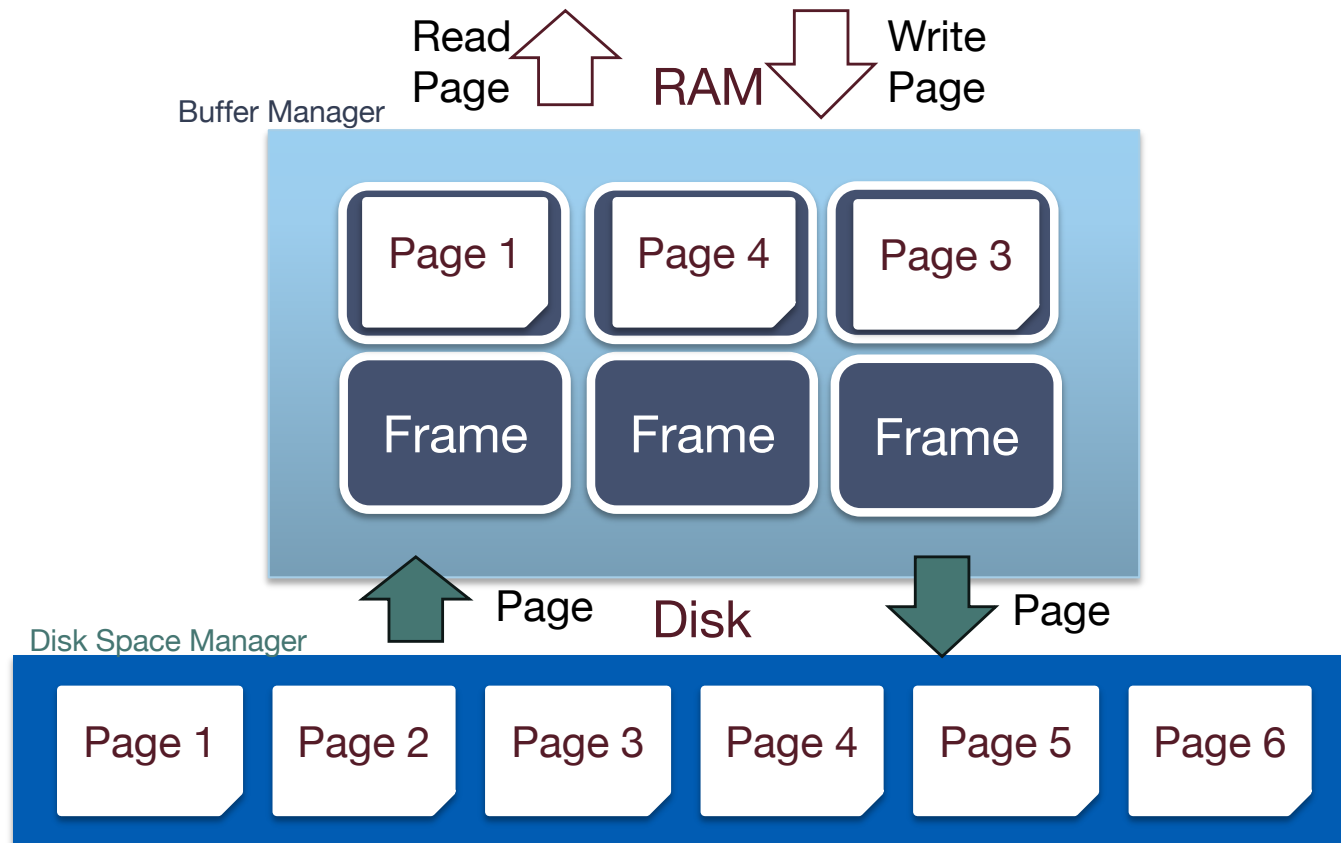 Read
Page
RAM
Write
Page
Buffer Manager
Page 1
Page 4
Page 3
Frame
Frame
Frame
Page
Disk
Page
Disk Space Manager
Page 1
Page 2
Page 3
Page 4
Page 5
Page 6